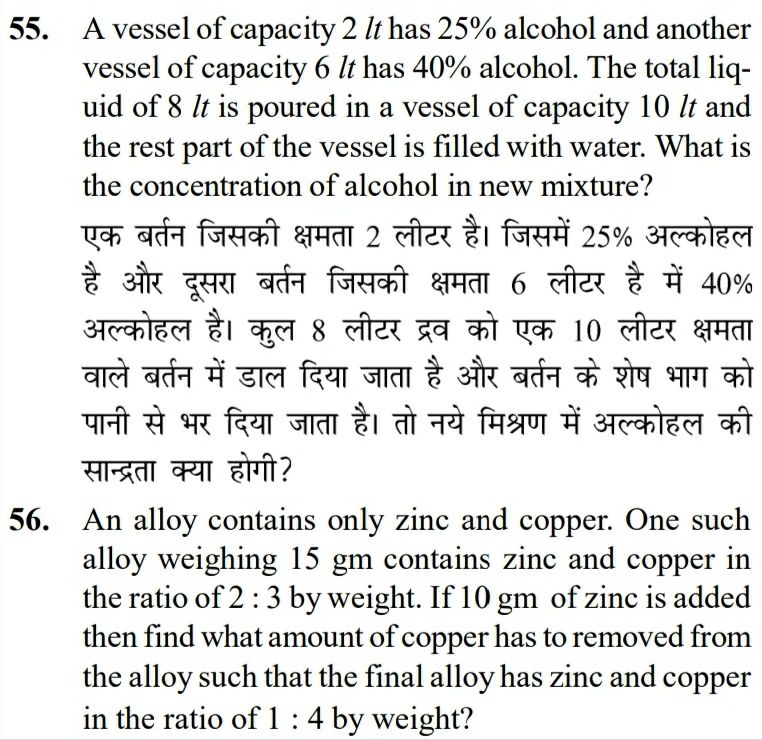 55. A vessel of capacity 2 lt has 25% alcohol and another
vessel of capacity 6 lt has 40% alcohol. The total liq-
uid of 8 lt is poured in a vessel of capacity 10 lt and
the rest part of the vessel is filled with water. What is
the concentration of alcohol in new mixture?
एक बर्तन जिसकी क्षमता 2 लीटर है। जिसमें 25% अल्कोहल
है और दूसरा बर्तन जिसकी क्षमता 6 लीटर है में 40%
अल्कोहल है। कुल 8 लीटर द्रव को एक 10 लीटर क्षमता
वाले बर्तन में डाल दिया जाता है और बर्तन के शेष भाग को
पानी से भर दिया जाता है। तो नये मिश्रण में अल्कोहल की
सान्द्रता क्या होगी?
56. An alloy contains only zinc and copper. One such
alloy weighing 15 gm contains zinc and copper in
the ratio of 2 : 3 by weight. If 10 gm of zinc is added
then find what amount of copper has to removed from
the alloy such that the final alloy has zinc and copper
in the ratio of 1 : 4 by weight?